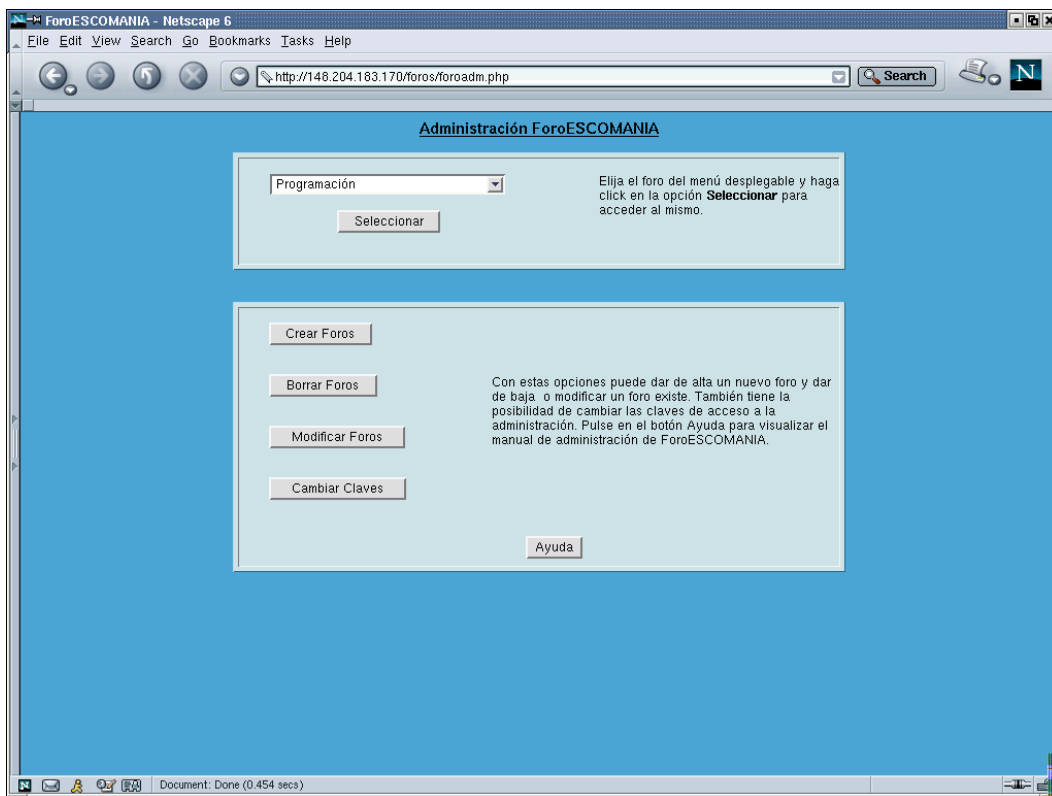 ForoESCOMANIA - Netscape 6
File Edit View Search Go Bookmarks Tasks Help
http://148.204.183.170/foros/foroadm.php
Search
N
Administración ForoESCOMANIA
Programación
Seleccionar
Elija el foro del menú desplegable y haga
click en la opción Seleccionar para
acceder al mismo.
Crear Foros
Borrar Foros
Modificar Foros
Cambiar Claves
Con estas opciones puede dar de alta un nuevo foro y dar
de baja o modificar un foro existe. También tiene la
posibilidad de cambiar las claves de acceso a la
administración. Pulse en el botón Ayuda para visualizar el
manual de administración de ForoESCOMANIA.
Ayuda
Document: Done (0.454 secs)